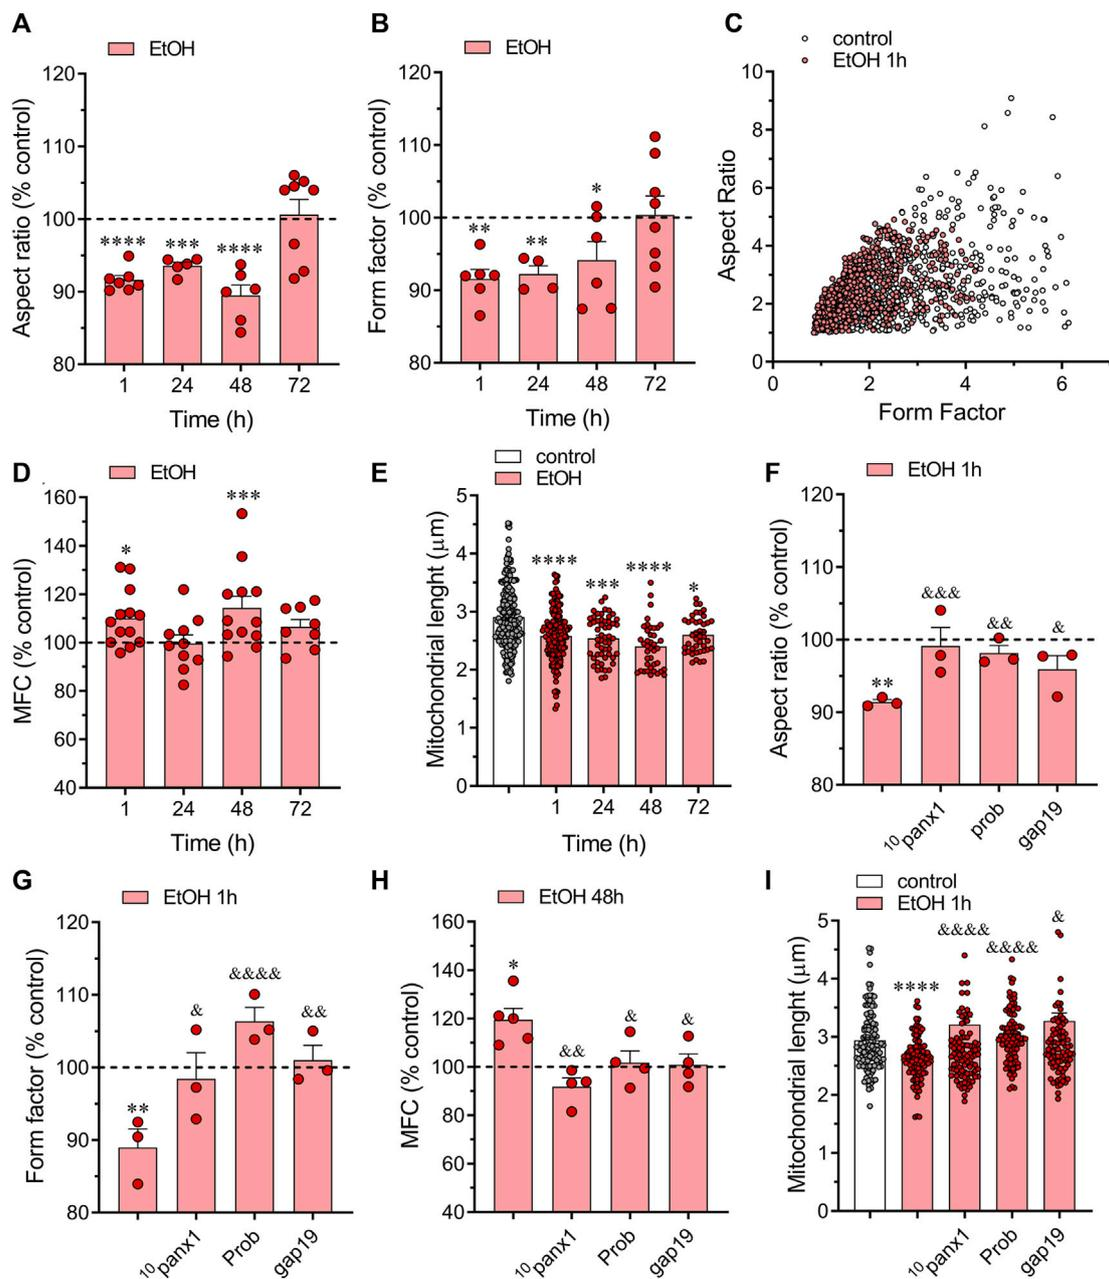 A
EtOH
Aspect ratio (% control)
120
110
100
90
80
****
***
****
1 24 48 72
Time (h)
B
EtOH
Form factor (% control)
120
110
100
90
80
**
**
*
1 24 48 72
Time (h)
C
control
EtOH 1h
Aspect Ratio
10
8
6
4
2
0
0 2 4 6
Form Factor
D
EtOH
MFC (% control)
160
140
120
100
80
60
40
*
***
1 24 48 72
Time (h)
E
control
EtOH
Mitochondrial lenght (μm)
5
4
3
2
1
0
****
***
****
*
1 24 48 72
Time (h)
F
EtOH 1h
Aspect ratio (% control)
120
110
100
90
80
**
&&&
&&
&
10panx1
prob
gap19
G
EtOH 1h
Form factor (% control)
120
110
100
90
80
**
&
&&&&
&&
10panx1
Prob
gap19
H
EtOH 48h
MFC (% control)
160
140
120
100
80
60
40
*
&&
&
&
10panx1
Prob
gap19
I
control
EtOH 1h
Mitochondrial lenght (μm)
5
4
3
2
1
0
****
&&&&
&&&&
&
10panx1
Prob
gap19